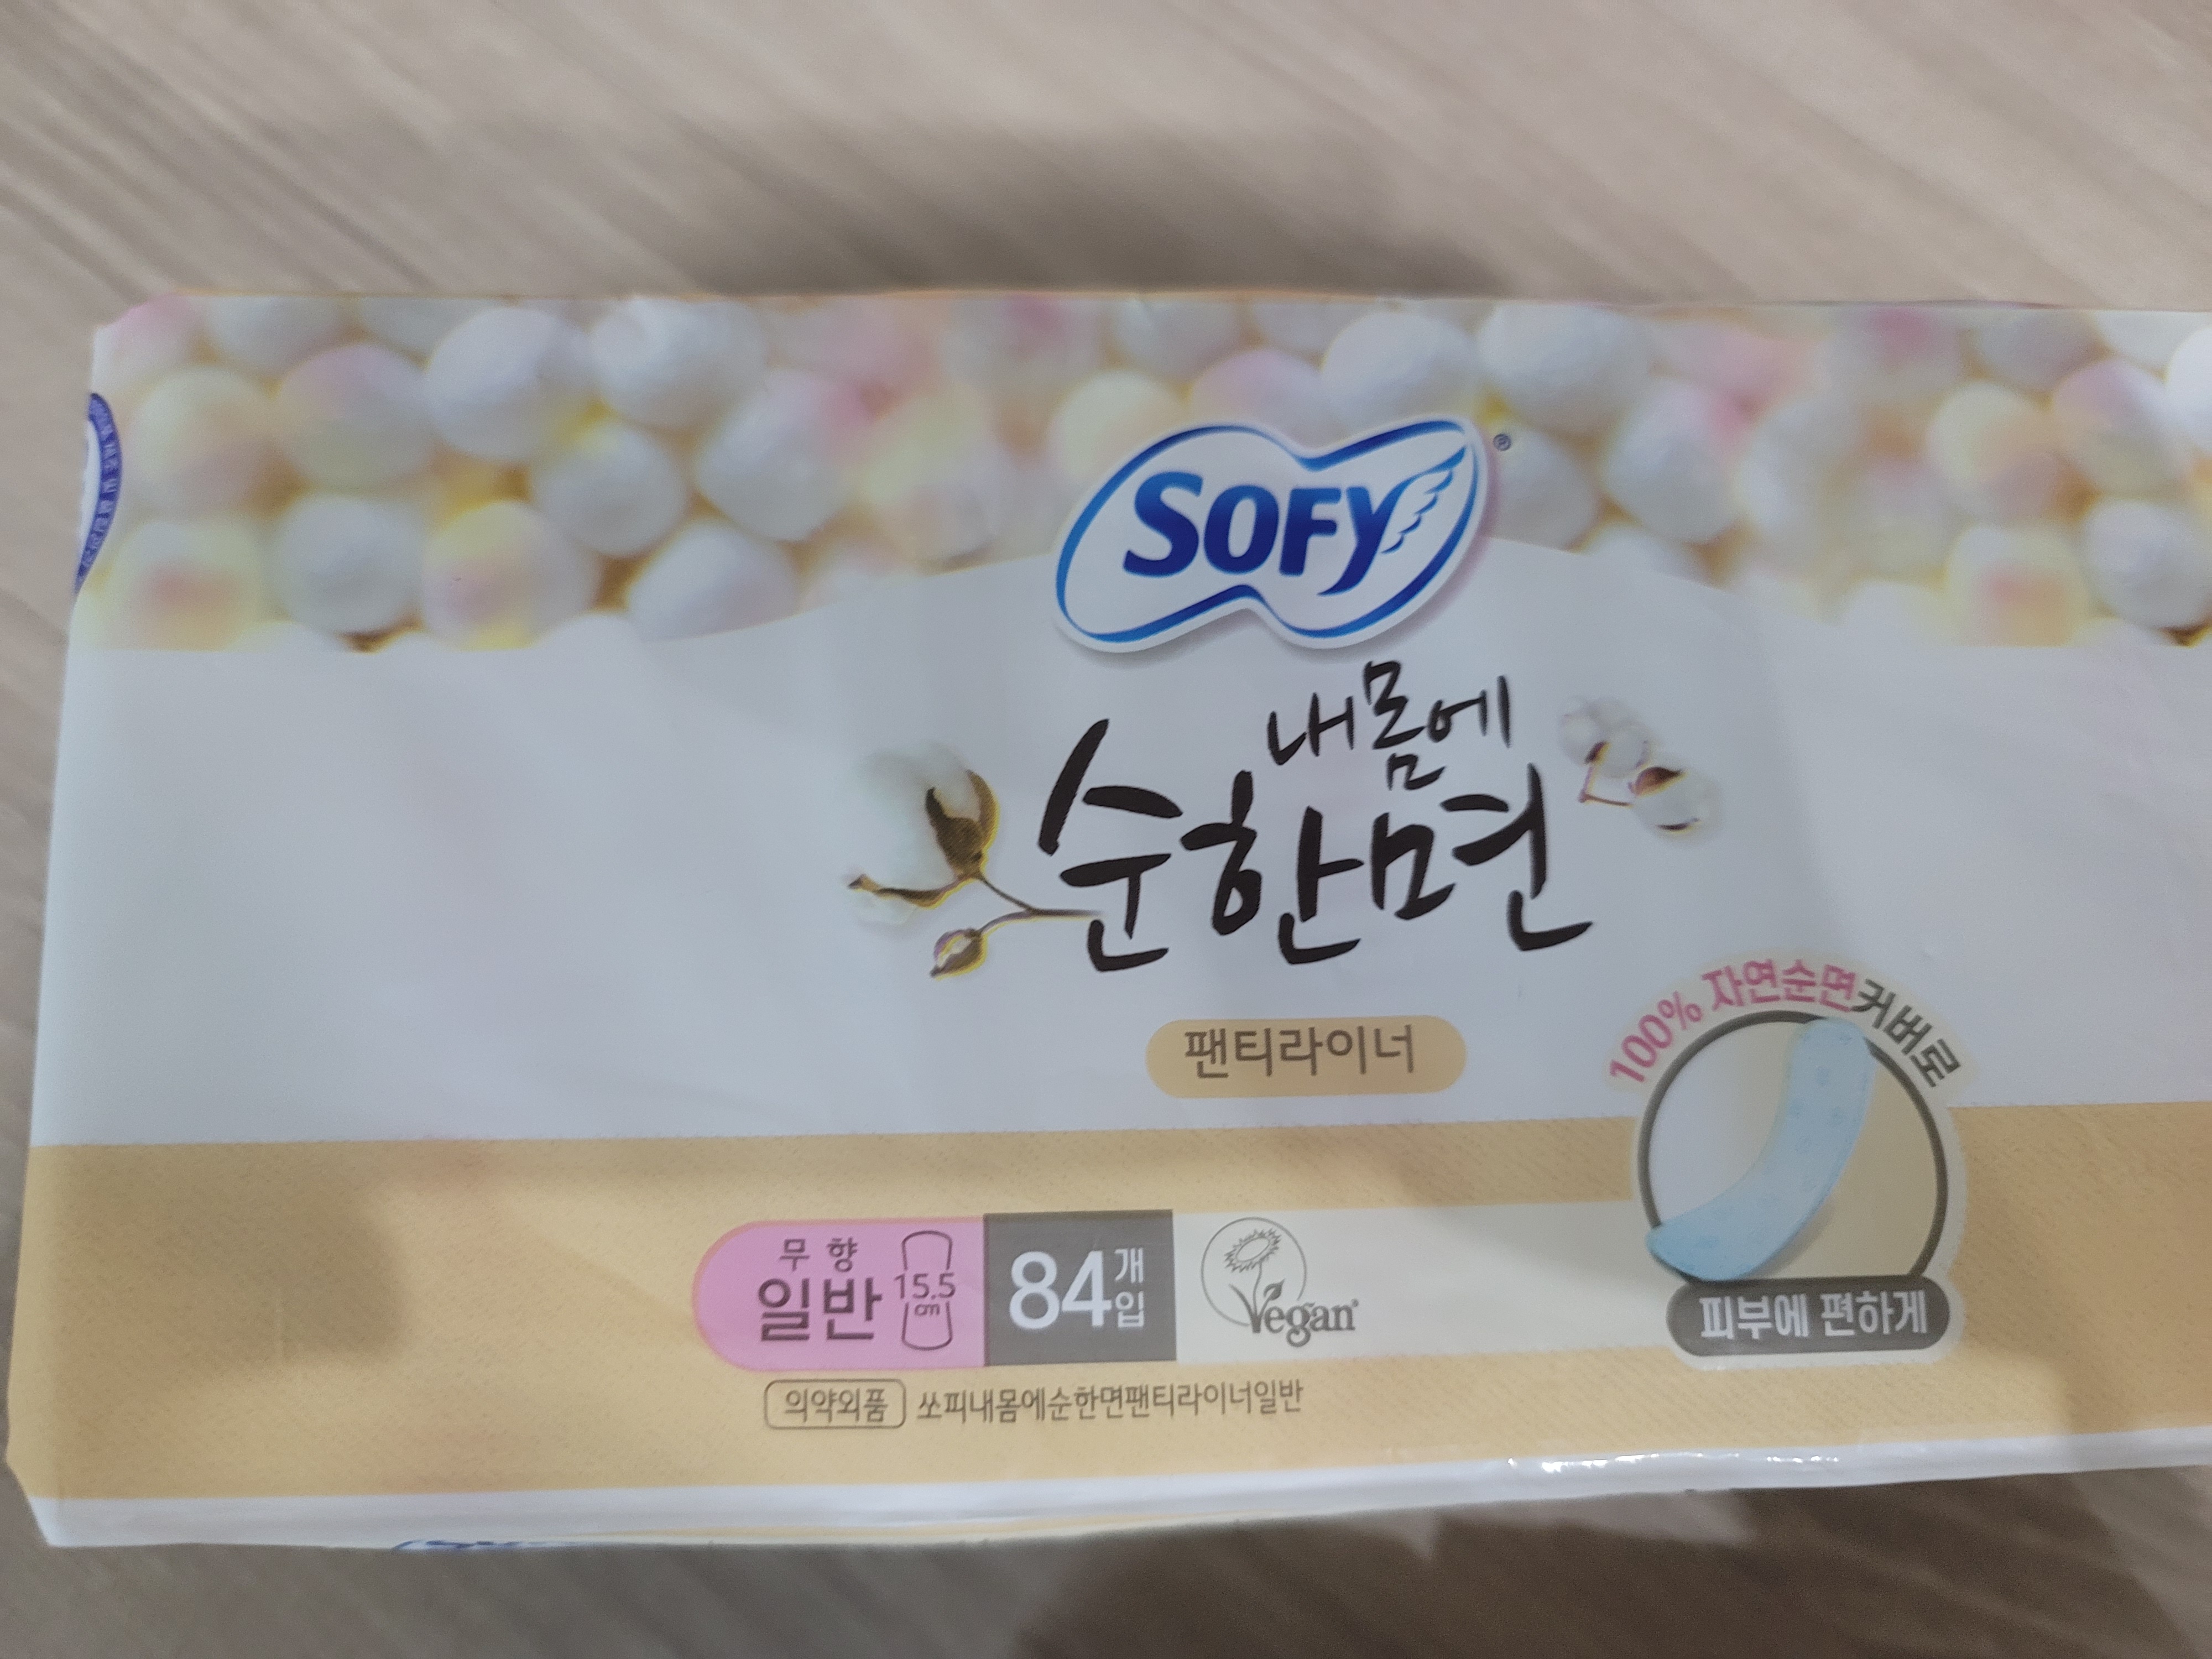 SOFY®
내몸에
순한면
팬티라이너
100% 자연순면커버로
피부에 편하게
무향
일반
15.5
cm
84개입
Vegan
의약외품 쏘피내몸에순한면팬티라이너일반